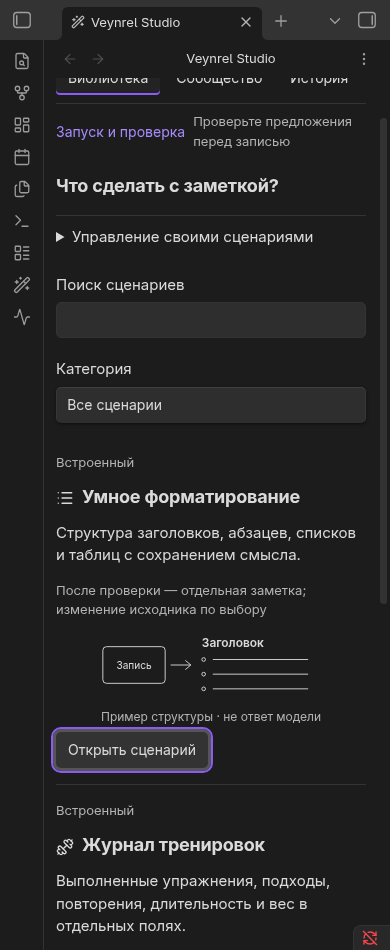 Veynrel Studio
Veynrel Studio
Библиотека Сообщество История
Запуск и проверка
Проверьте предложения
перед записью
Что сделать с заметкой?
Управление своими сценариями
Поиск сценариев
Категория
Все сценарии
Встроенный
Умное форматирование
Структура заголовков, абзацев, списков
и таблиц с сохранением смысла.
После проверки — отдельная заметка;
изменение исходника по выбору
Заголовок
Запись
Пример структуры · не ответ модели
Открыть сценарий
Встроенный
Журнал тренировок
Выполненные упражнения, подходы,
повторения, длительность и вес в
отдельных полях.